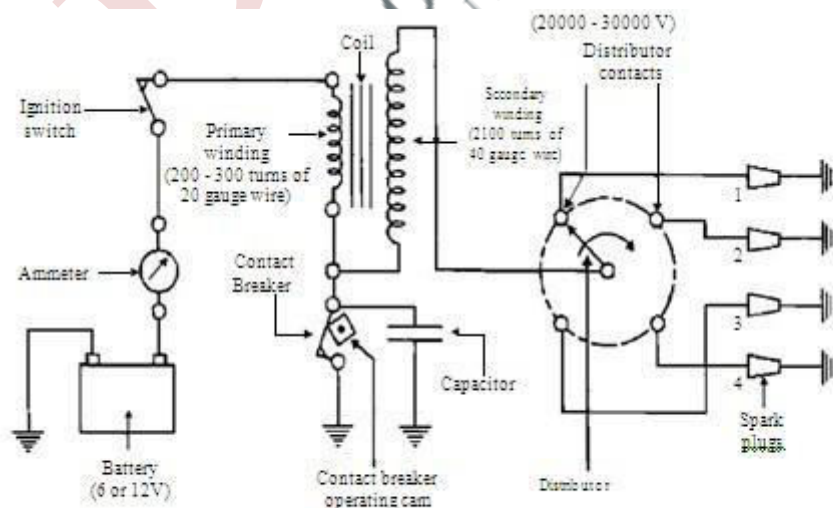 (20000 - 30000 V)
Coil
Distributor
contacts
Ignition
switch
Primary
winding
(200 - 300 turns of
20 gauge wire)
Secondary
winding
(2100 turns of
40 gauge wire)
1
2
3
4
Ammeter
Contact
Breaker
Capacitor
Spark
plugs
Battery
(6 or 12V)
Contact breaker
operating cam
Distributor